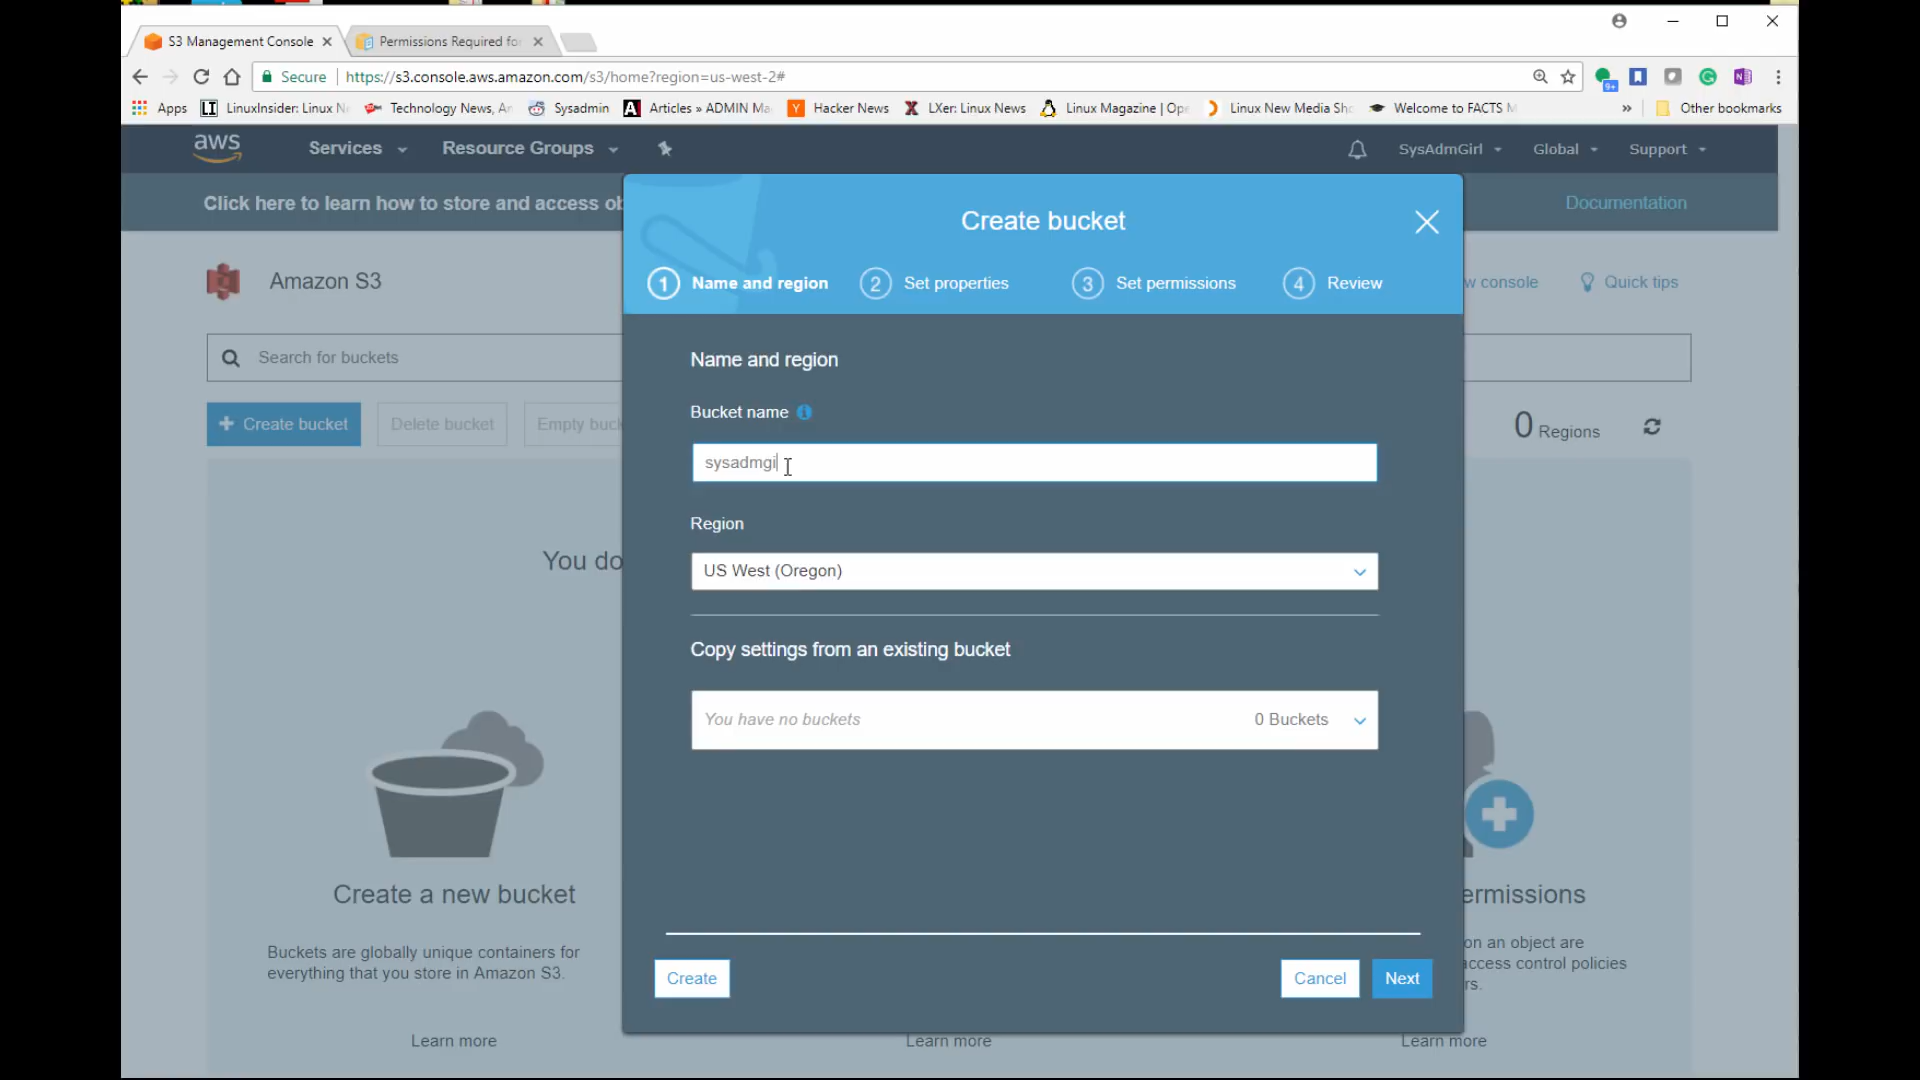 S3 Management Console
Permissions Required fo
Secure
https://s3.console.aws.amazon.com/s3/home?region=us-west-2#
9+
Apps
LinuxInsider: Linux N
Technology News, A
Sysadmin
Articles » ADMIN Ma
Hacker News
LXer: Linux News
Linux Magazine | Op
Linux New Media Sh
Welcome to FACTS
»
Other bookmarks
aws
Services
Resource Groups
SysAdmGirl
Global
Support
Click here to learn how to store and access ob
Documentation
Create bucket
1 Name and region
2 Set properties
3 Set permissions
4 Review
Amazon S3
w console
Quick tips
Search for buckets
Name and region
Bucket name
sysadmgi
+ Create bucket
Delete bucket
Empty buc
0 Regions
Region
US West (Oregon)
You do
Copy settings from an existing bucket
You have no buckets
0 Buckets
Create a new bucket
Buckets are globally unique containers for
everything that you store in Amazon S3.
Learn more
ermissions
on an object are
access control policies
rs.
Create
Cancel
Next
Learn more
Learn more